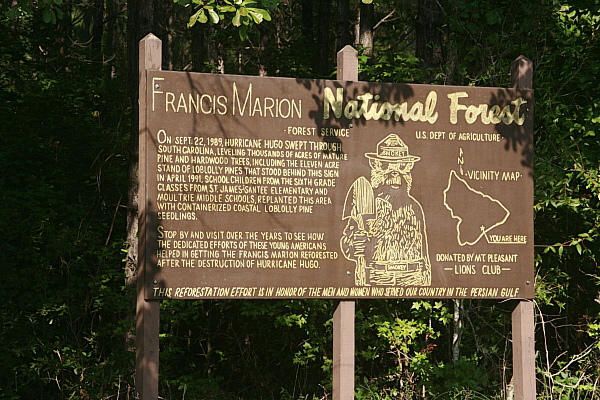 FRANCIS MARION National Forest
- FOREST SERVICE -
U.S. DEPT OF AGRICULTURE -
ON SEPT. 22, 1989, HURRICANE HUGO SWEPT THROUGH
SOUTH CAROLINA, LEVELING THOUSANDS OF ACRES OF MATURE
PINE AND HARDWOOD TREES, INCLUDING THE ELEVEN ACRE
STAND OF LOBLOLLY PINES THAT STOOD BEHIND THIS SIGN
IN APRIL 1991, SCHOOL CHILDREN FROM THE SIXTH GRADE
CLASSES FROM ST. JAMES/SANTEE ELEMENTARY AND
MOULTRIE MIDDLE SCHOOLS, REPLANTED THIS AREA
WITH CONTAINERIZED COASTAL LOBLOLLY PINE
SEEDLINGS.
STOP BY AND VISIT OVER THE YEARS TO SEE HOW
THE DEDICATED EFFORTS OF THESE YOUNG AMERICANS
HELPED IN GETTING THE FRANCIS MARION REFORESTED
AFTER THE DESTRUCTION OF HURRICANE HUGO.
SMOKEY
SMOKEY
N
- VICINITY MAP -
YOU ARE HERE
DONATED BY MT. PLEASANT
- LIONS CLUB -
THIS REFORESTATION EFFORT IS IN HONOR OF THE MEN AND WOMEN WHO SERVED OUR COUNTRY IN THE PERSIAN GULF.